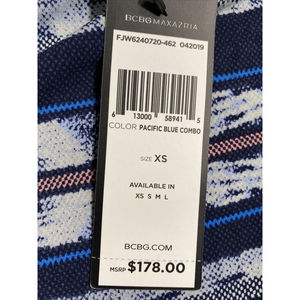 BCBGMAXAZRIA
FJW6240720-462 042019
6 13000 58941 5
COLOR PACIFIC BLUE COMBO
SIZE XS
AVAILABLE IN
XS S M L
BCBG.COM
MSRP $178.00